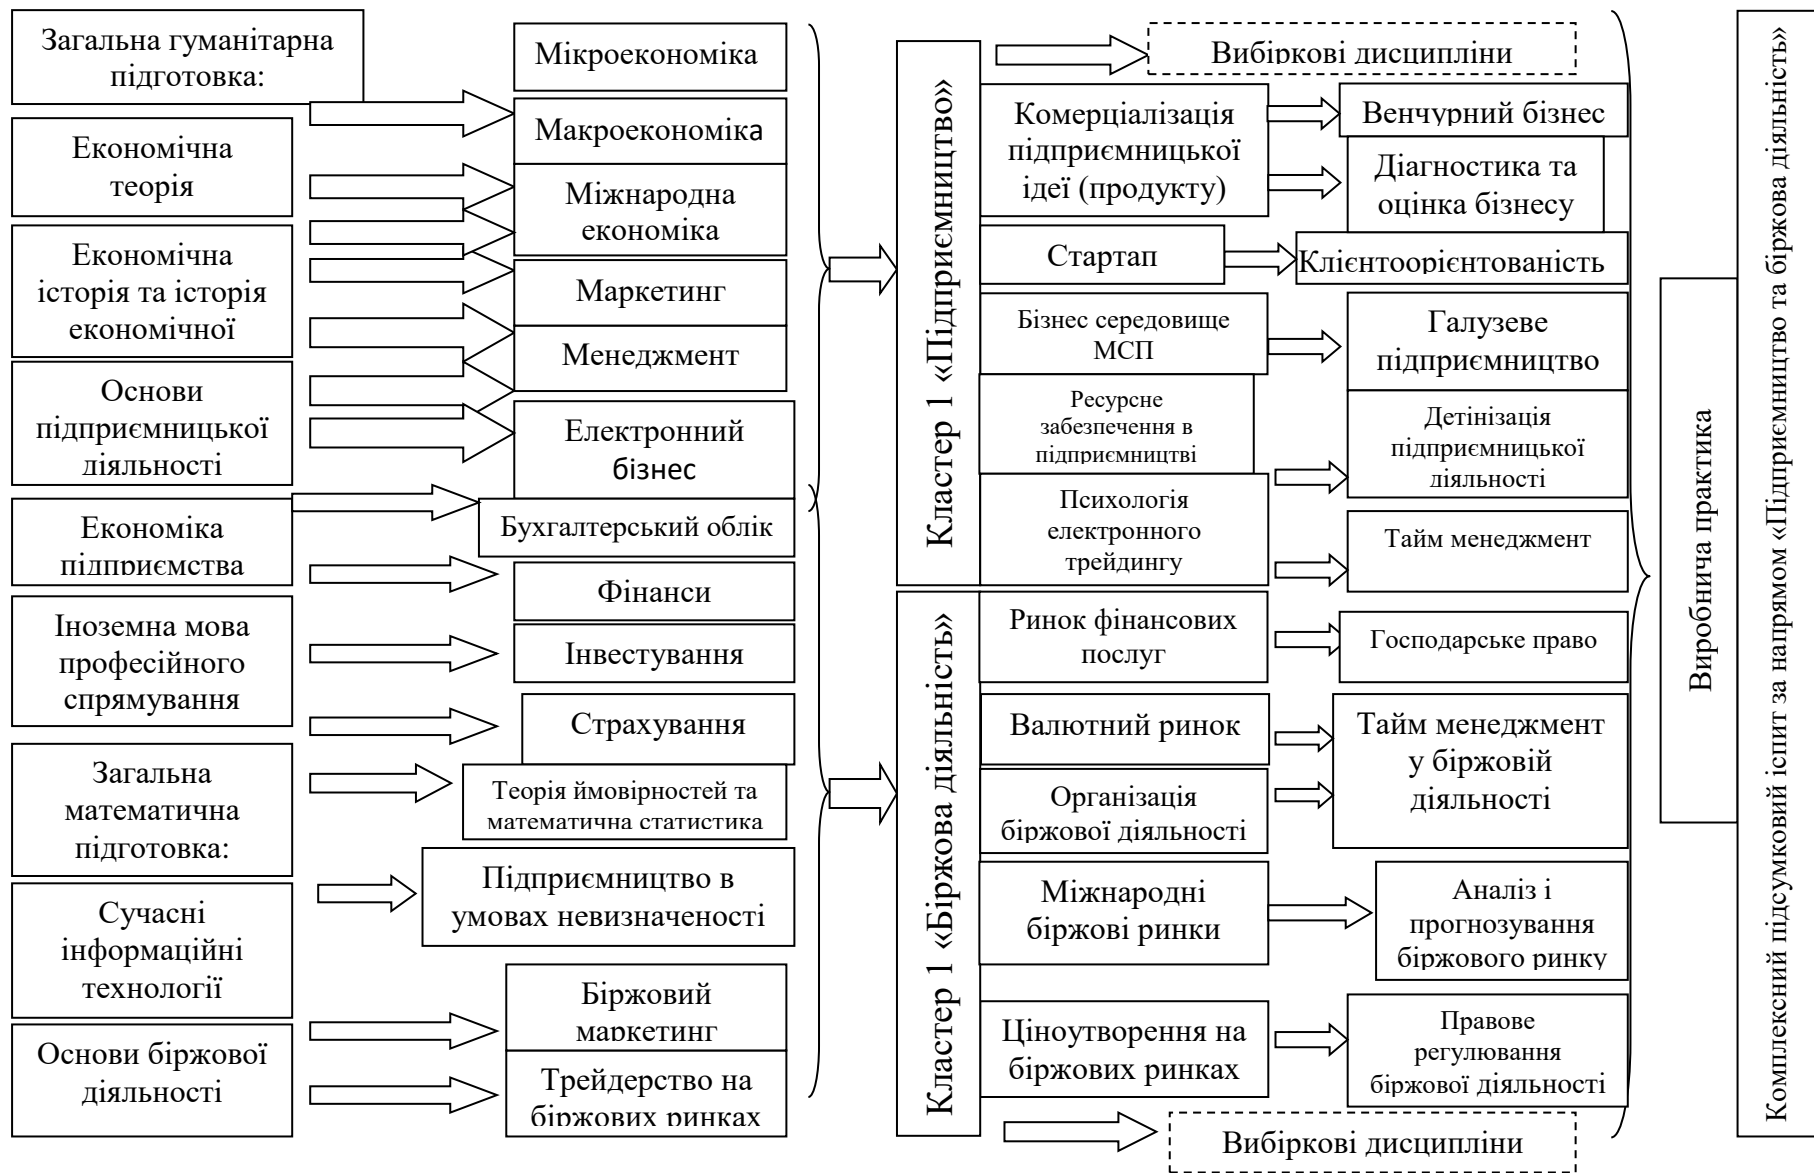 Загальна гуманітарна
підготовка:
Економічна
теорія
Економічна
історія та історія
економічної
Основи
підприємницької
діяльності
Економіка
підприємства
Іноземна мова
професійного
спрямування
Загальна
математична
підготовка:
Сучасні
інформаційні
технології
Основи біржової
діяльності
Мікроекономіка
Макроекономіка
Міжнародна
економіка
Маркетинг
Менеджмент
Електронний
бізнес
Бухгалтерський облік
Фінанси
Інвестування
Страхування
Теорія ймовірностей та
математична статистика
Підприємництво в
умовах невизначеності
Біржовий
маркетинг
Трейдерство на
біржових ринках
Кластер 1 «Підприємництво»
Вибіркові дисципліни
Комерціалізація
підприємницької
ідеї (продукту)
Венчурний бізнес
Діагностика та
оцінка бізнесу
Стартап
Клієнтоорієнтованість
Бізнес середовище
МСП
Галузеве
підприємництво
Ресурсне
забезпечення в
підприємництві
Детінізація
підприємницької
діяльності
Психологія
електронного
трейдингу
Тайм менеджмент
Кластер 1 «Біржова діяльність»
Ринок фінансових
послуг
Господарське право
Валютний ринок
Тайм менеджмент
у біржовій
діяльності
Організація
біржової діяльності
Міжнародні
біржові ринки
Аналіз і
прогнозування
біржового ринку
Ціноутворення на
біржових ринках
Правове
регулювання
біржової діяльності
Вибіркові дисципліни
Виробнича практика
Комплексний підсумковий іспит за напрямом «Підприємництво та біржова діяльність»